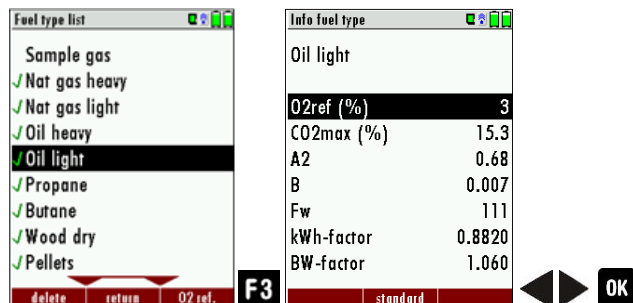 Fuel type list
Sample gas
Nat gas heavy
Nat gas light
Oil heavy
Oil light
Propane
Butane
Wood dry
Pellets
delete return O2 ref.
F3
Info fuel type
Oil light
O2ref (%) 3
CO2max (%) 15.3
A2 0.68
B 0.007
Fw 111
kWh-factor 0.8820
BW-factor 1.060
standard
OK